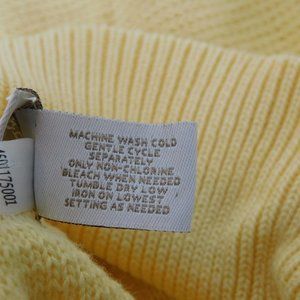 MACHINE WASH COLD
GENTLE CYCLE
SEPARATELY
ONLY NON-CHLORINE
BLEACH WHEN NEEDED
TUMBLE DRY LOW
IRON ON LOWEST
SETTING AS NEEDED